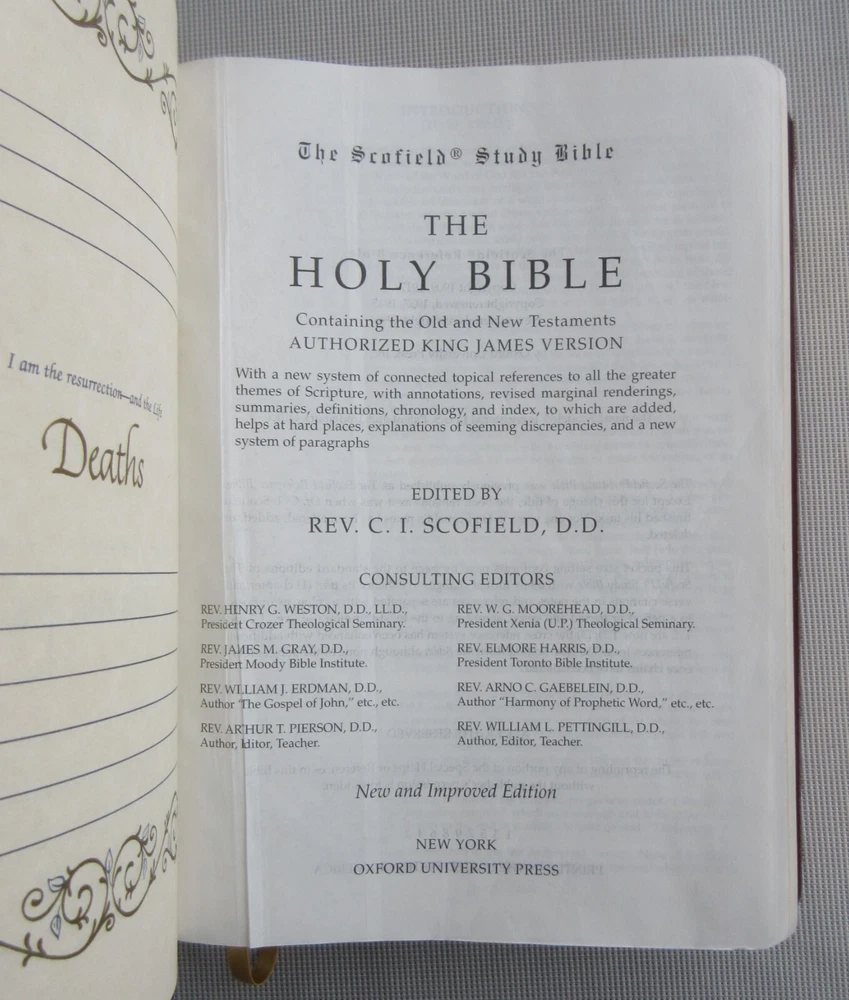 I am the resurrection—and the Life
Deaths
The Scofield® Study Bible
THE
HOLY BIBLE
Containing the Old and New Testaments
AUTHORIZED KING JAMES VERSION
With a new system of connected topical references to all the greater
themes of Scripture, with annotations, revised marginal renderings,
summaries, definitions, chronology, and index, to which are added,
helps at hard places, explanations of seeming discrepancies, and a new
system of paragraphs
EDITED BY
REV. C. I. SCOFIELD, D.D.
CONSULTING EDITORS
REV. HENRY G. WESTON, D.D., LL.D.,
President Crozer Theological Seminary.
REV. JAMES M. GRAY, D.D.,
President Moody Bible Institute.
REV. WILLIAM J. ERDMAN, D.D.,
Author "The Gospel of John," etc., etc.
REV. ARTHUR T. PIERSON, D.D.,
Author, Editor, Teacher.
REV. W. G. MOOREHEAD, D.D.,
President Xenia (U.P.) Theological Seminary.
REV. ELMORE HARRIS, D.D.,
President Toronto Bible Institute.
REV. ARNO C. GAEBELEIN, D.D.,
Author "Harmony of Prophetic Word," etc., etc.
REV. WILLIAM L. PETTINGILL, D.D.,
Author, Editor, Teacher.
New and Improved Edition
NEW YORK
OXFORD UNIVERSITY PRESS